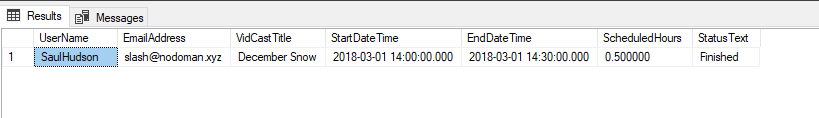 Results Messages
UserName EmailAddress VidCastTitle StartDateTime EndDateTime ScheduledHours StatusText
1 SaulHudson slash@nodoman.xyz December Snow 2018-03-01 14:00:00.000 2018-03-01 14:30:00.000 0.500000 Finished